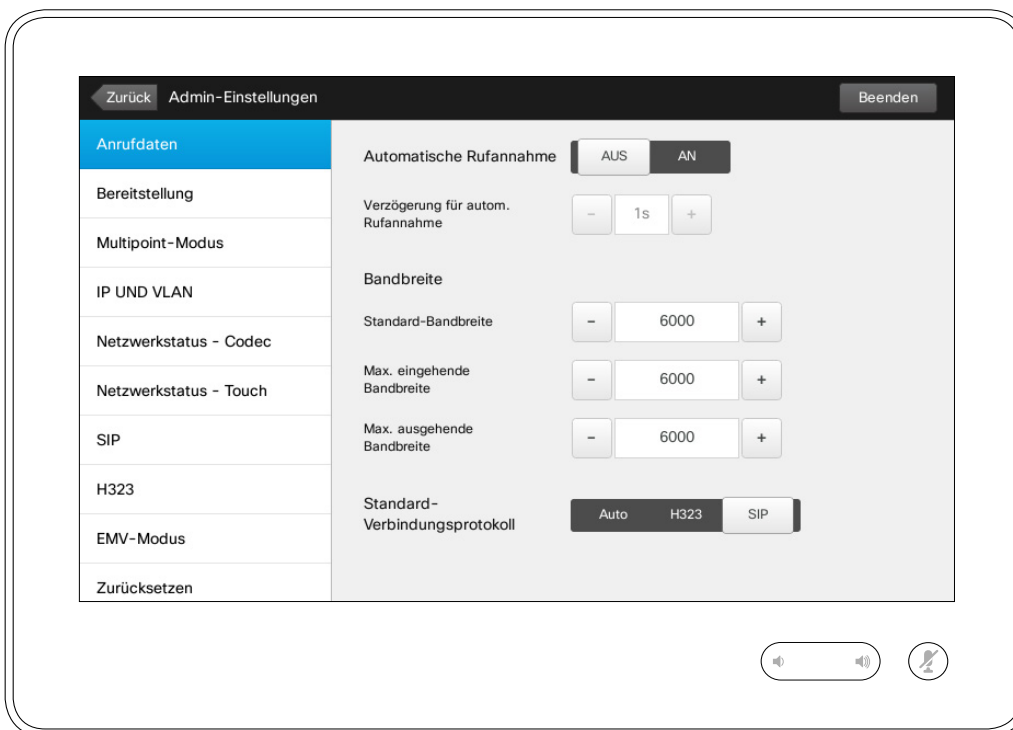 Zurück Admin-Einstellungen Beenden
Anrufdaten
Bereitstellung
Multipoint-Modus
IP UND VLAN
Netzwerkstatus - Codec
Netzwerkstatus - Touch
SIP
H323
EMV-Modus
Zurücksetzen
Automatische Rufannahme AUS AN
Verzögerung für autom.
Rufannahme
- 1s +
Bandbreite
Standard-Bandbreite - 6000 +
Max. eingehende
Bandbreite
- 6000 +
Max. ausgehende
Bandbreite
- 6000 +
Standard-
Verbindungsprotokoll
Auto H323 SIP